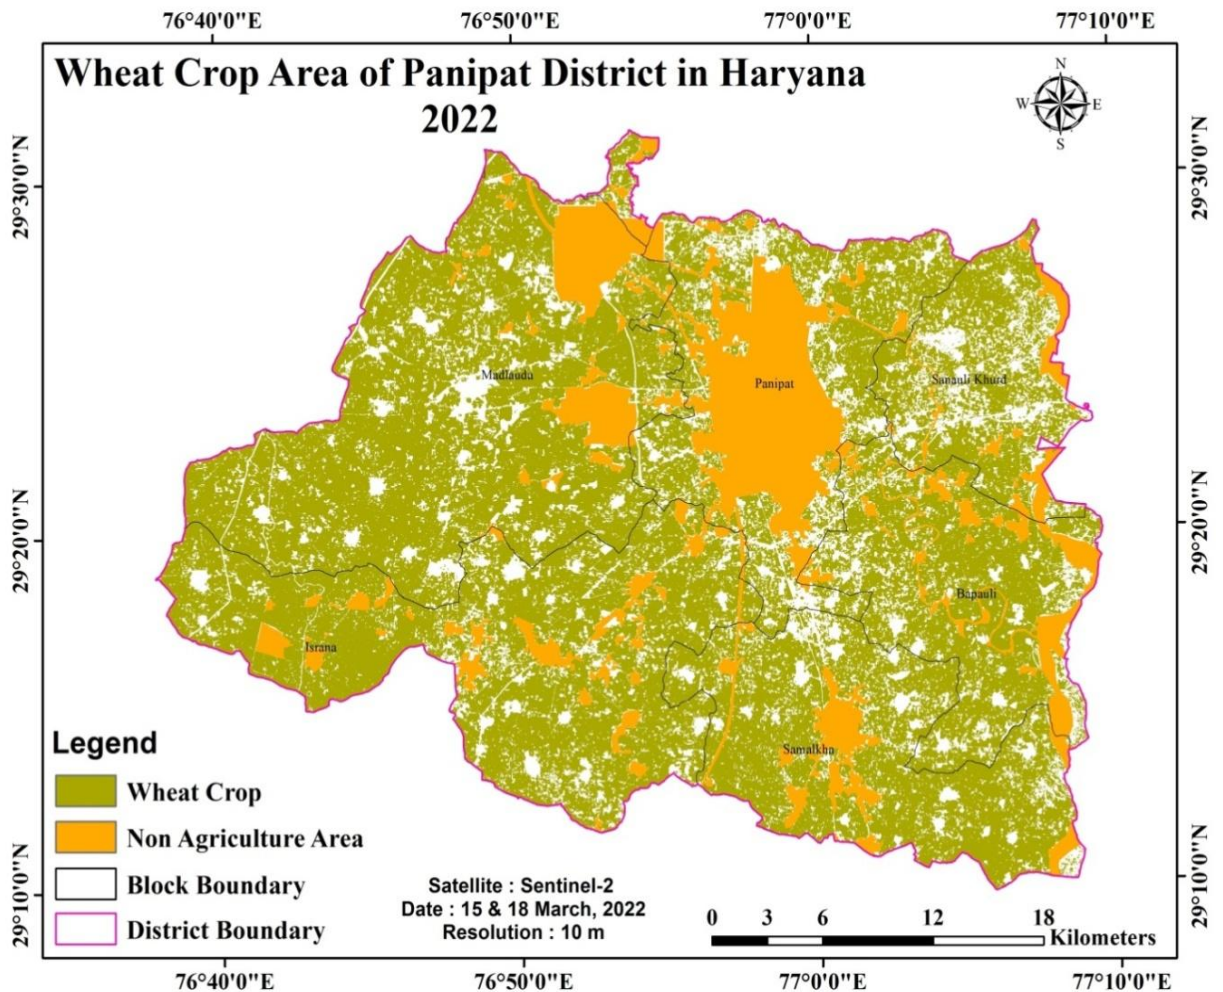 76°40'0"E 76°50'0"E 77°0'0"E 77°10'0"E
Wheat Crop Area of Panipat District in Haryana
2022
N
W E
S
29°30'0"N
29°30'0"N
Madlauda
Panipat
Sanauli Khurd
29°20'0"N
29°20'0"N
Bapauli
Israna
Samalkha
Legend
Wheat Crop
Non Agriculture Area
Block Boundary
District Boundary
29°10'0"N
29°10'0"N
Satellite : Sentinel-2
Date : 15 & 18 March, 2022
Resolution : 10 m
0 3 6 12 18
Kilometers
76°40'0"E 76°50'0"E 77°0'0"E 77°10'0"E